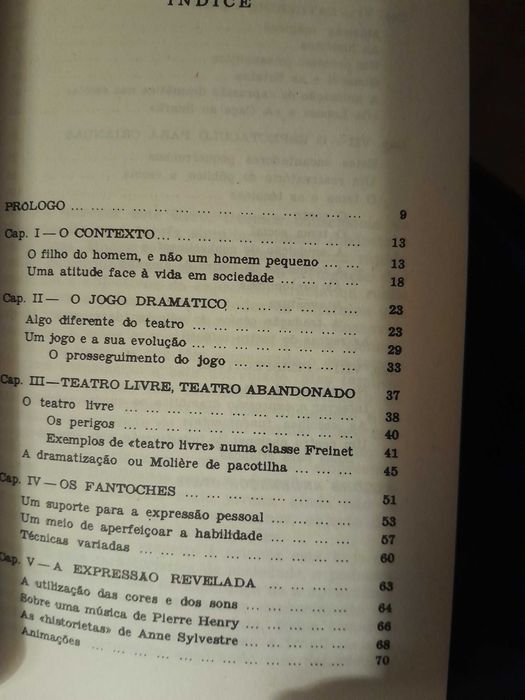 INDICE
PRÓLOGO ... ... ... ... ... ... ... ... ... ... ... ... 9
Cap. I — O CONTEXTO... ... ... ... ... ... ... ... ... 13
O filho do homem, e não um homem pequeno ... ... 13
Uma atitude face à vida em sociedade ... ... ... ... 18
Cap. II — O JOGO DRAMATICO ... ... ... ... ... ... 23
Algo diferente do teatro ... ... ... ... ... ... ... ... 23
Um jogo e a sua evolução ... ... ... ... ... ... ... ... 29
O prosseguimento do jogo ... ... ... ... ... ... 33
Cap. III — TEATRO LIVRE, TEATRO ABANDONADO 37
O teatro livre ... ... ... ... ... ... ... ... ... ... ... 38
Os perigos ... ... ... ... ... ... ... ... ... ... ... 40
Exemplos de «teatro livre» numa classe Freinet 41
A dramatização ou Molière de pacotilha ... ... ... 45
Cap. IV — OS FANTOCHES ... ... ... ... ... ... ... ... 51
Um suporte para a expressão pessoal ... ... ... ... 53
Um meio de aperfeiçoar a habilidade ... ... ... ... 57
Técnicas variadas ... ... ... ... ... ... ... ... ... ... 60
Cap. V — A EXPRESSAO REVELADA ... ... ... ... ... 63
A utilização das cores e dos sons ... ... ... ... ... 64
Sobre uma música de Pierre Henry ... ... ... ... ... 66
As «historietas» de Anne Sylvestre ... ... ... ... ... 68
Animações ... ... ... ... ... ... ... ... ... ... ... ... 70